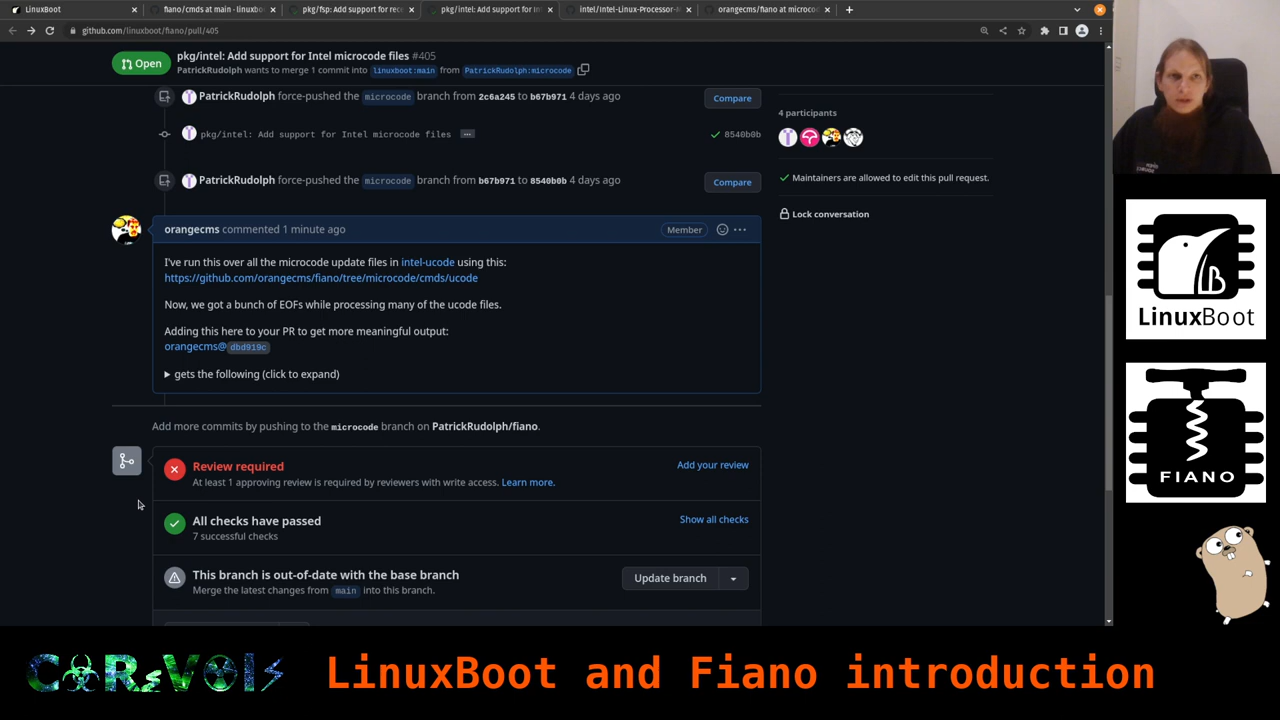 LinuxBoot
fiano/cmds at main · linuxbo
pkg/fsp: Add support for rec
pkg/intel: Add support for Int
intel/Intel-Linux-Processor-M
orangecms/fiano at microco
github.com/linuxboot/fiano/pull/405
Open
pkg/intel: Add support for Intel microcode files #405
PatrickRudolph wants to merge 1 commit into linuxboot:main from PatrickRudolph:microcode
PatrickRudolph force-pushed the microcode branch from 2c6a245 to b67b971 4 days ago
Compare
pkg/intel: Add support for Intel microcode files
8540b0b
PatrickRudolph force-pushed the microcode branch from b67b971 to 8540b0b 4 days ago
Compare
4 participants
Maintainers are allowed to edit this pull request.
Lock conversation
orangecms commented 1 minute ago
Member
I've run this over all the microcode update files in intel-ucode using this:
https://github.com/orangecms/fiano/tree/microcode/cmds/ucode
Now, we got a bunch of EOFs while processing many of the ucode files.
Adding this here to your PR to get more meaningful output:
orangecms@dbd919c
gets the following (click to expand)
Add more commits by pushing to the microcode branch on PatrickRudolph/fiano.
Review required
Add your review
At least 1 approving review is required by reviewers with write access. Learn more.
All checks have passed
Show all checks
7 successful checks
This branch is out-of-date with the base branch
Update branch
Merge the latest changes from main into this branch.
LB
LinuxBoot
FIANO
LinuxBoot and Fiano introduction